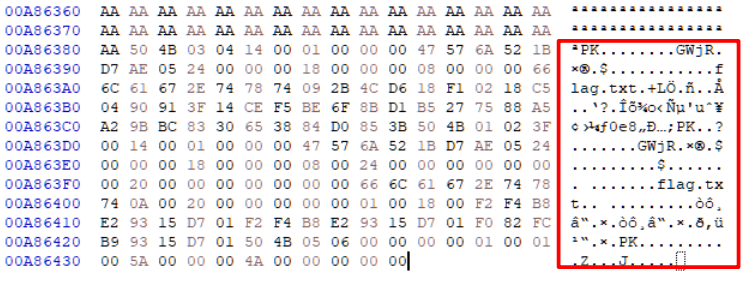 00A86360 AA AA AA AA AA AA AA AA AA AA AA AA AA AA AA AA ªªªªªªªªªªªªªªªª
00A86370 AA AA AA AA AA AA AA AA AA AA AA AA AA AA AA AA ªªªªªªªªªªªªªªªª
00A86380 AA 50 4B 03 04 14 00 01 00 00 00 47 57 6A 52 1B ªPK........GWjR.
00A86390 D7 AE 05 24 00 00 00 18 00 00 00 08 00 00 00 66 ×®.$...........f
00A863A0 6C 61 67 2E 74 78 74 09 2B 4C D6 18 F1 02 18 C5 lag.txt.+LÖ.ñ..Å
00A863B0 04 90 91 3F 14 CE F5 BE 6F 8B D1 B5 27 75 88 A5 ..‘?.Îõ¾o‹Ñµ'uˆ¥
00A863C0 A2 9B BC 83 30 65 38 84 D0 85 3B 50 4B 01 02 3F ¢›¼ƒ0e8„Ð…;PK..?
00A863D0 00 14 00 01 00 00 00 47 57 6A 52 1B D7 AE 05 24 .......GWjR.×®.$
00A863E0 00 00 00 18 00 00 00 08 00 24 00 00 00 00 00 00 .........$......
00A863F0 00 20 00 00 00 00 00 00 00 66 6C 61 67 2E 74 78 . .......flag.tx
00A86400 74 0A 00 20 00 00 00 00 00 01 00 18 00 F2 F4 B8 t.. .........òô¸
00A86410 E2 93 15 D7 01 F2 F4 B8 E2 93 15 D7 01 F0 82 FC â“.×.òô¸â“.×.ð‚ü
00A86420 B9 93 15 D7 01 50 4B 05 06 00 00 00 00 01 00 01 ¹“.×.PK.........
00A86430 00 5A 00 00 00 4A 00 00 00 00 00 .Z...J.....